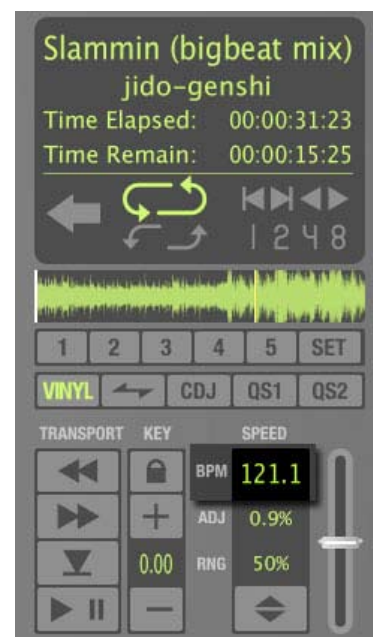 Slammin (bigbeat mix)
jido-genshi
Time Elapsed: 00:00:31:23
Time Remain: 00:00:15:25
1 2 4 8
1 2 3 4 5 SET
VINYL CDJ QS1 QS2
TRANSPORT KEY SPEED
BPM 121.1
ADJ 0.9%
0.00 RNG 50%